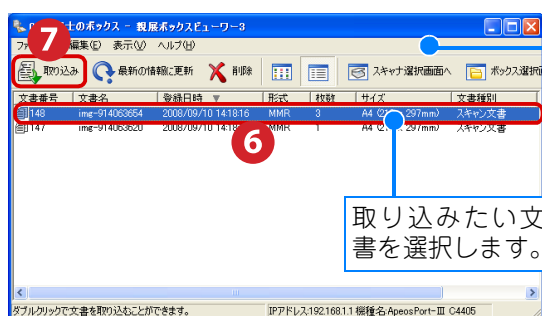 士のボックス - 親展ボックスビューワー3
編集(E) 表示(V) ヘルプ(H)
7
取り込み 最新の情報に更新 削除 スキャナ選択画面へ ボックス選択
文書番号 文書名 登録日時 ▼ 形式 枚数 サイズ 文書種別
148 img-914063654 2008/09/10 14:18:16 MMR 3 A4 297mm) スキャン文書
147 img-914063620 2008/09/10 14:18 MMR 1 A4 297mm) スキャン文書
6
取り込みたい文
書を選択します。
ダブルクリックで文書を取り込むことができます。 IPアドレス:192.168.1.1 機種名:ApeosPort-III C4405